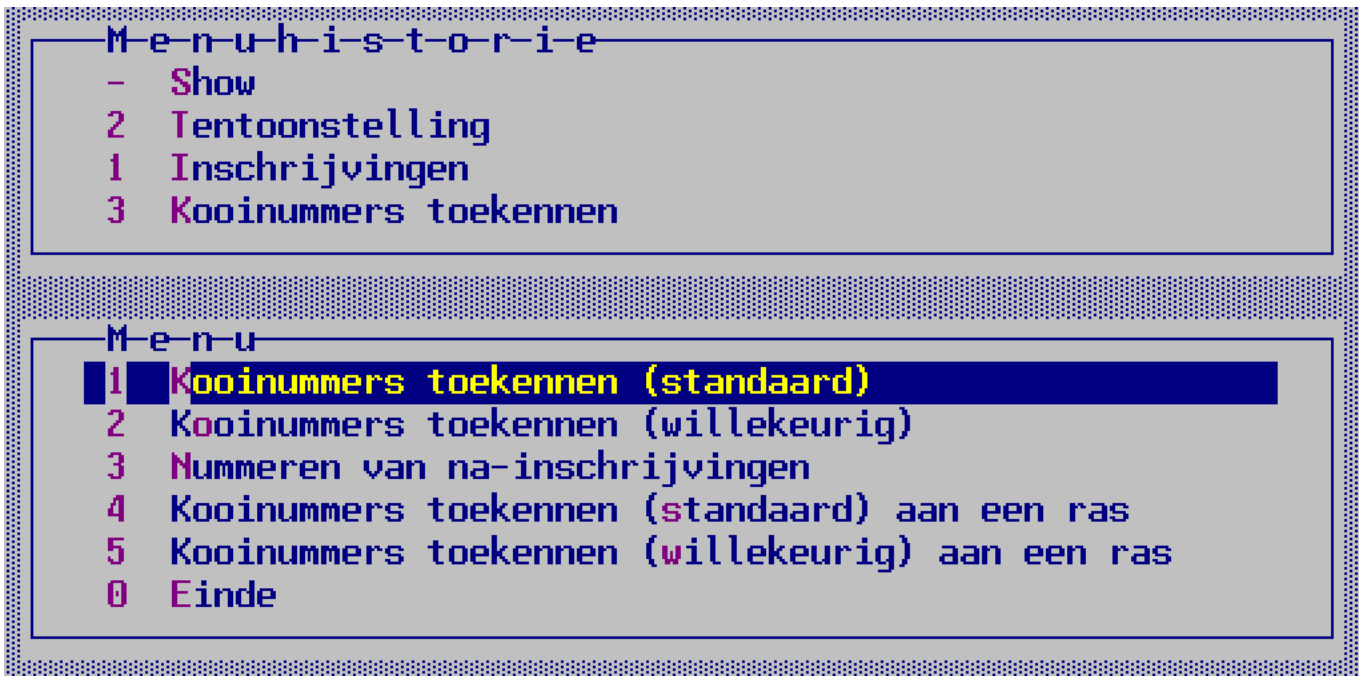 M-e-n-u-h-i-s-t-o-r-i-e
- Show
2 Tentoonstelling
1 Inschrijvingen
3 Kooinummers toekennen
M-e-n-u
1 Kooinummers toekennen (standaard)
2 Kooinummers toekennen (willekeurig)
3 Nummeren van na-inschrijvingen
4 Kooinummers toekennen (standaard) aan een ras
5 Kooinummers toekennen (willekeurig) aan een ras
0 Einde